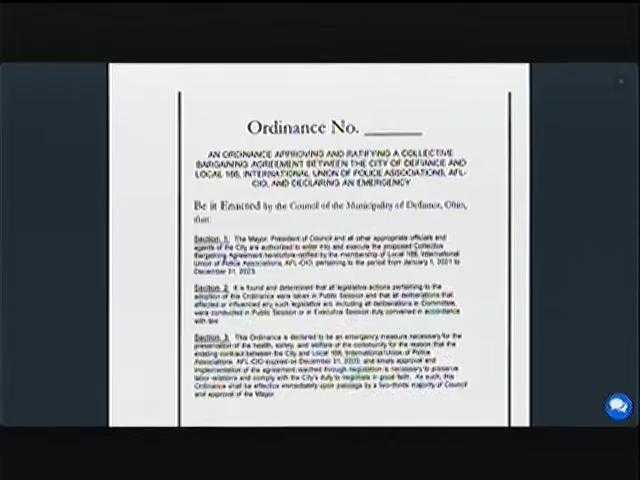 Ordinance No. ______
AN ORDINANCE APPROVING AND RATIFYING A COLLECTIVE
BARGAINING AGREEMENT BETWEEN THE CITY OF DEFIANCE AND
LOCAL 166, INTERNATIONAL UNION OF POLICE ASSOCIATIONS, AFL-
CIO, AND DECLARING AN EMERGENCY
Be it Enacted by the Council of the Municipality of Defiance, Ohio,
that:
Section 1. The Mayor, President of Council and all other appropriate officials and
agents of the City are authorized to enter into and execute the proposed Collective
Bargaining Agreement heretofore ratified by the membership of Local 166, International
Union of Police Associations, AFL-CIO, pertaining to the period from January 1, 2021 to
December 31, 2023.
Section 2. It is found and determined that all legislative actions pertaining to the
adoption of this Ordinance were taken in Public Session and that all deliberations that
affected or influenced any such legislative act, including all deliberations in Committee,
were conducted in Public Session or in Executive Session duly convened in accordance
with law.
Section 3. This Ordinance is declared to be an emergency measure necessary for the
preservation of the health, safety, and welfare of the community for the reason that the
existing contract between the City and Local 166, International Union of Police
Associations, AFL-CIO expired on December 31, 2020, and timely approval and
implementation of the agreement reached through negotiation is necessary to preserve
labor relations and comply with the City's duty to negotiate in good faith. As such, this
Ordinance shall be effective immediately upon passage by a two-thirds majority of Council
and approval of the Mayor.